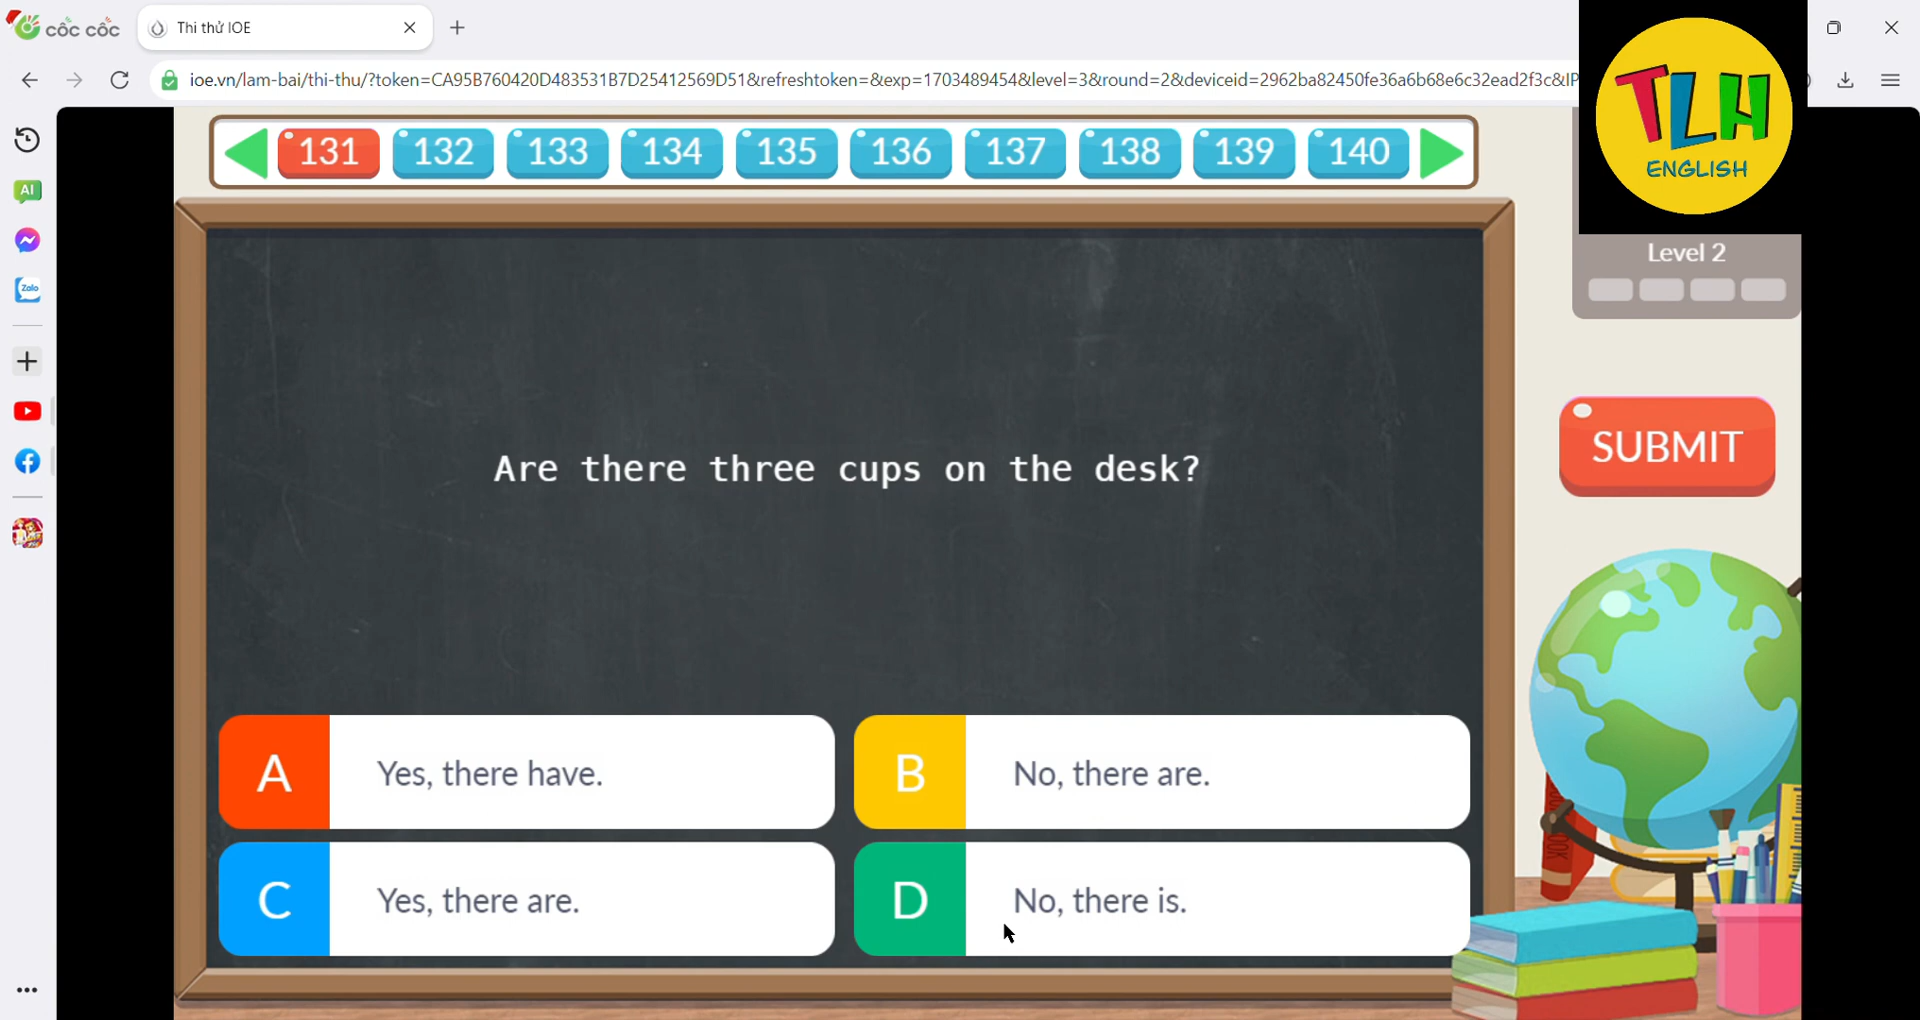 cốc cốc
Thi thử IOE
ioe.vn/lam-bai/thi-thu/?token=CA95B760420D483531B7D25412569D51&refreshtoken=&exp=1703489454&level=3&round=2&deviceid=2962ba82450fe36a6b68e6c32ead2f3c&IP
AI
Zalo
131 132 133 134 135 136 137 138 139 140
TLH
ENGLISH
Level 2
Are there three cups on the desk?
SUBMIT
A Yes, there have.
B No, there are.
C Yes, there are.
D No, there is.
BOOK